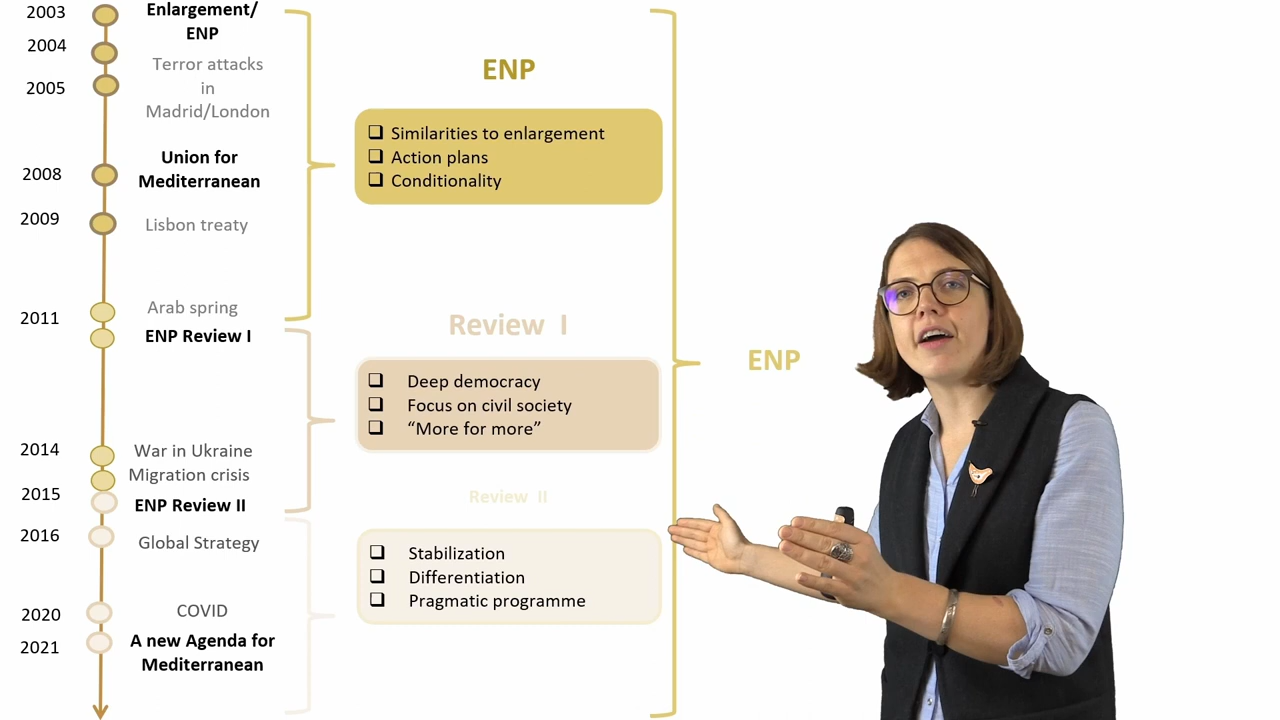 2003
Enlargement/
ENP
2004
Terror attacks
in
Madrid/London
2005
Union for
Mediterranean
2008
2009
Lisbon treaty
Arab spring
2011
ENP Review I
2014
War in Ukraine
Migration crisis
2015
ENP Review II
2016
Global Strategy
2020
COVID
2021
A new Agenda for
Mediterranean
ENP
Similarities to enlargement
Action plans
Conditionality
Review I
Deep democracy
Focus on civil society
“More for more”
Review II
Stabilization
Differentiation
Pragmatic programme
ENP